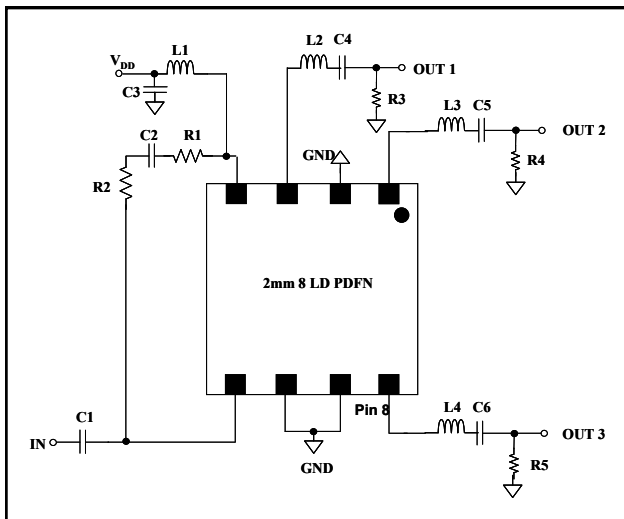 L1
L2
C4
V_DD
OUT 1
C3
R3
L3
C5
OUT 2
C2
R1
GND
R4
R2
2mm 8 LD PDFN
Pin 8
C1
L4
C6
IN
OUT 3
GND
R5